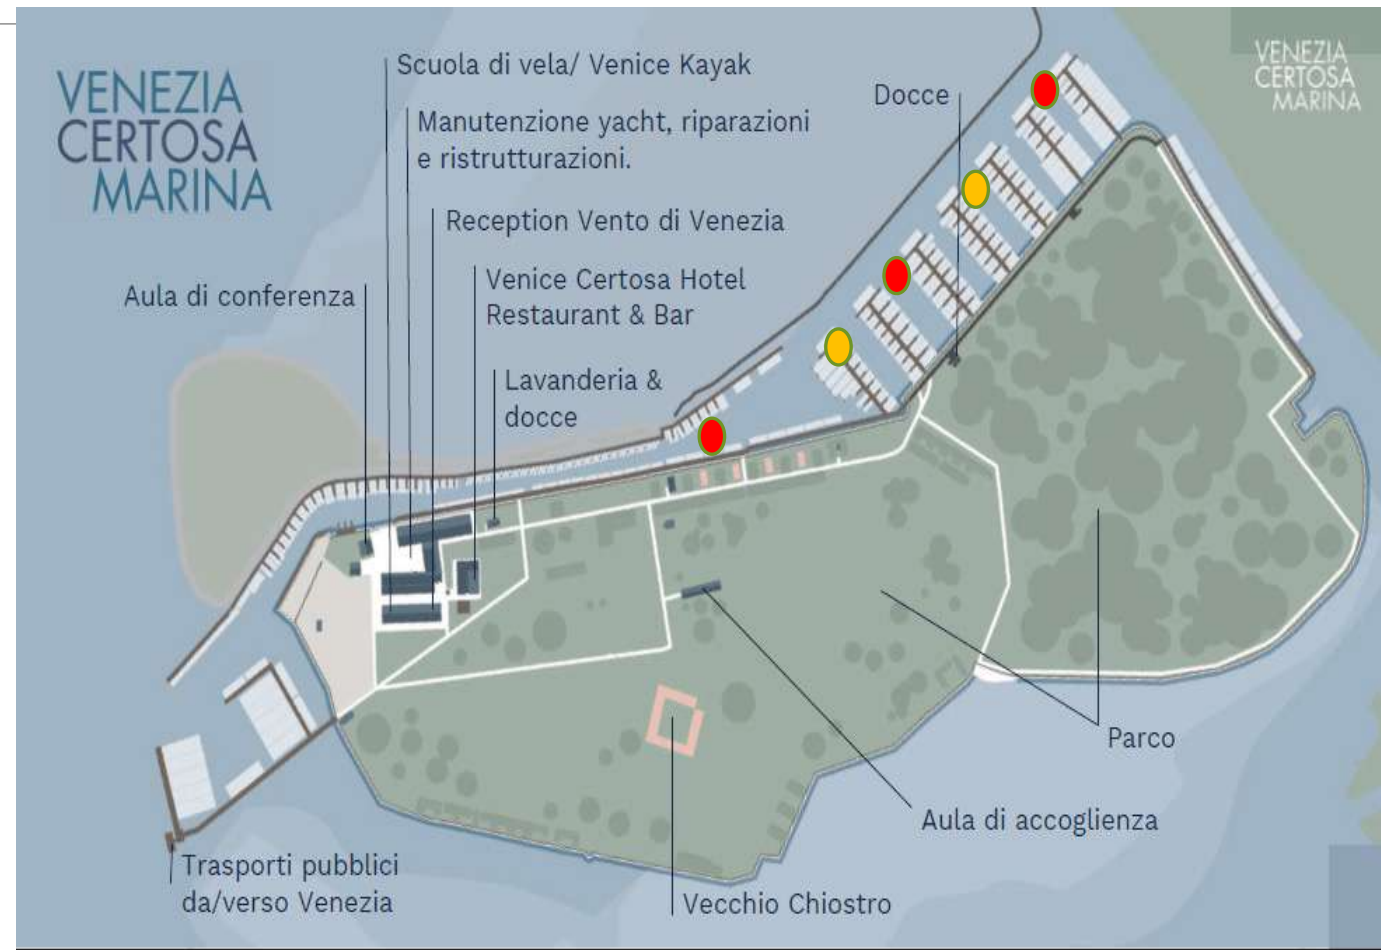 VENEZIA
CERTOSA
MARINA
Scuola di vela/ Venice Kayak
Manutenzione yacht, riparazioni
e ristrutturazioni.
Reception Vento di Venezia
Aula di conferenza
Venice Certosa Hotel
Restaurant & Bar
Lavanderia &
docce
Docce
VENEZIA
CERTOSA
MARINA
Parco
Aula di accoglienza
Vecchio Chiostro
Trasporti pubblici
da/verso Venezia